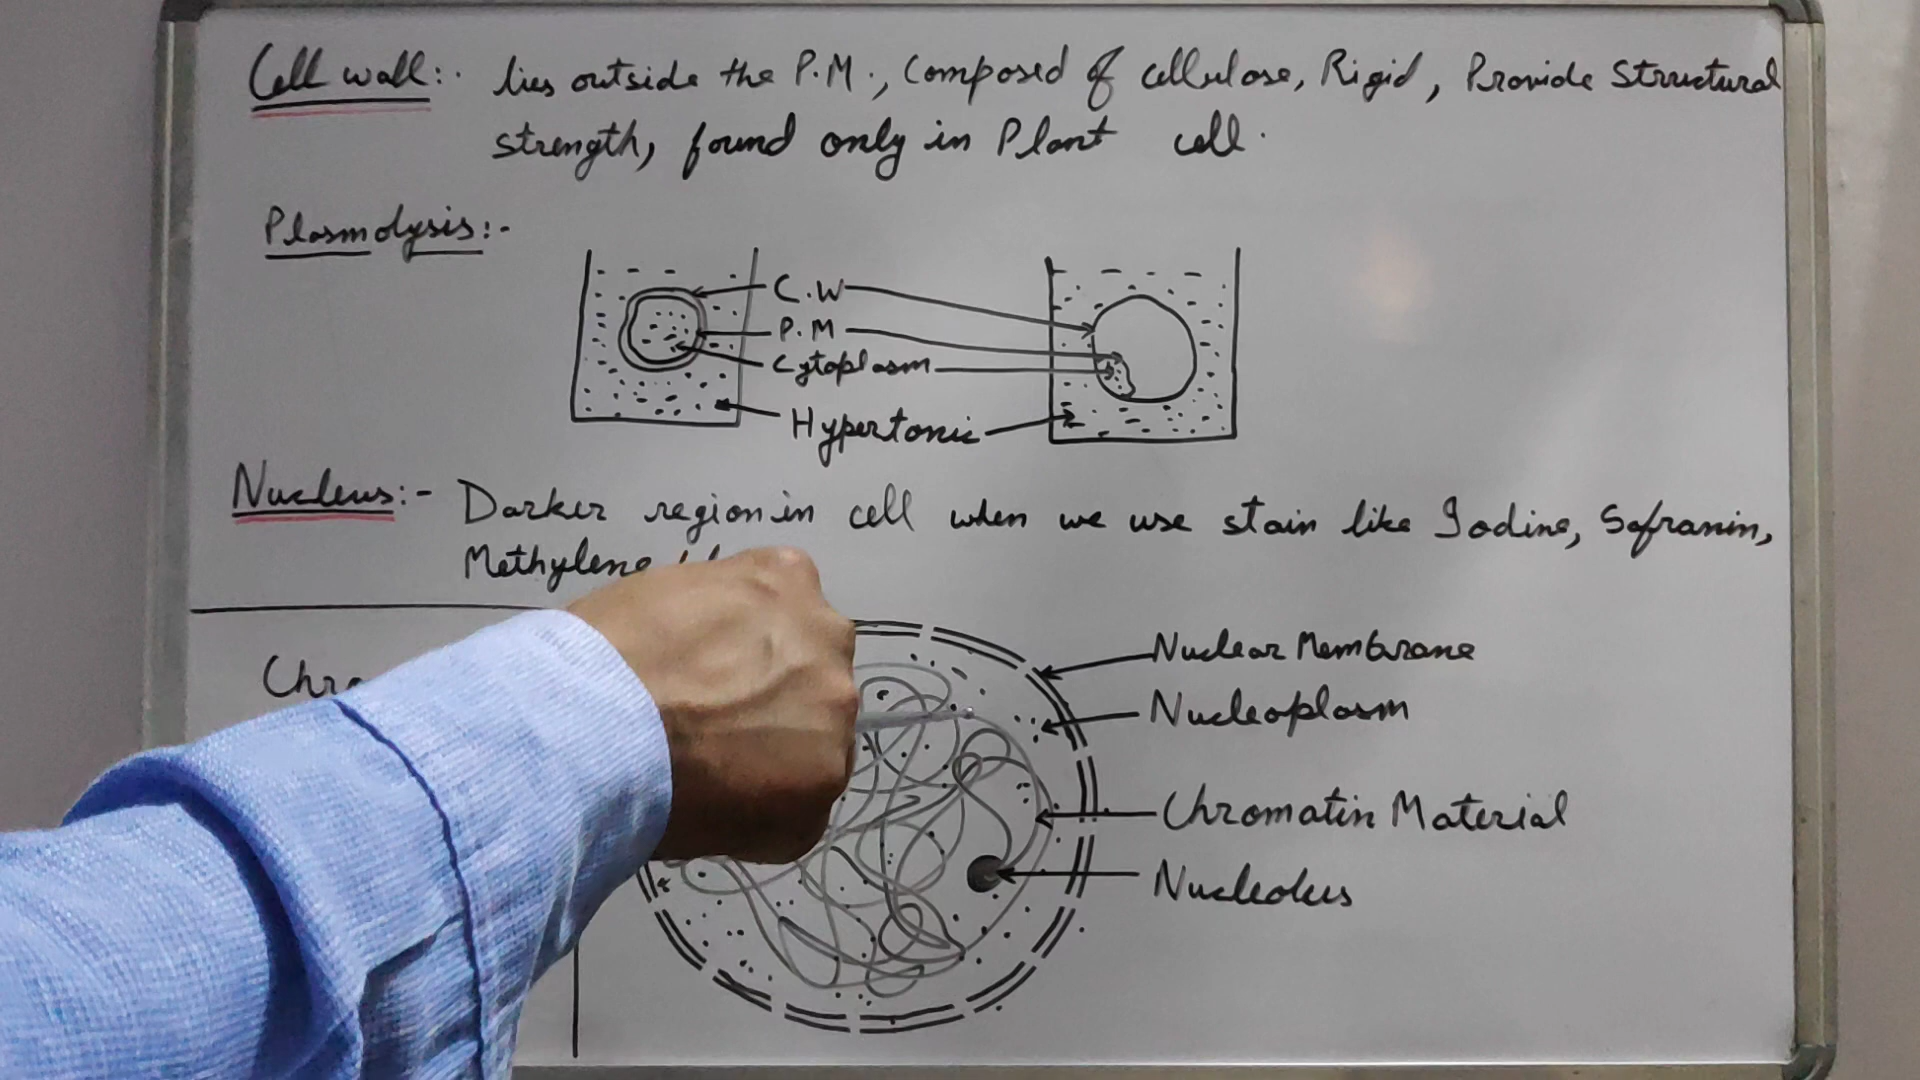 Cell wall:- lies outside the P.M., Composed of cellulose, Rigid, Provide Structural
strength, found only in Plant cell.
Plasmolysis:-
C.W
P.M
Cytoplasm
Hypertonic
Nucleus:- Darker region in cell when we use stain like Iodine, Safranin,
Methylene
Nuclear Membrane
Nucleoplasm
Chromatin Material
Nucleolus